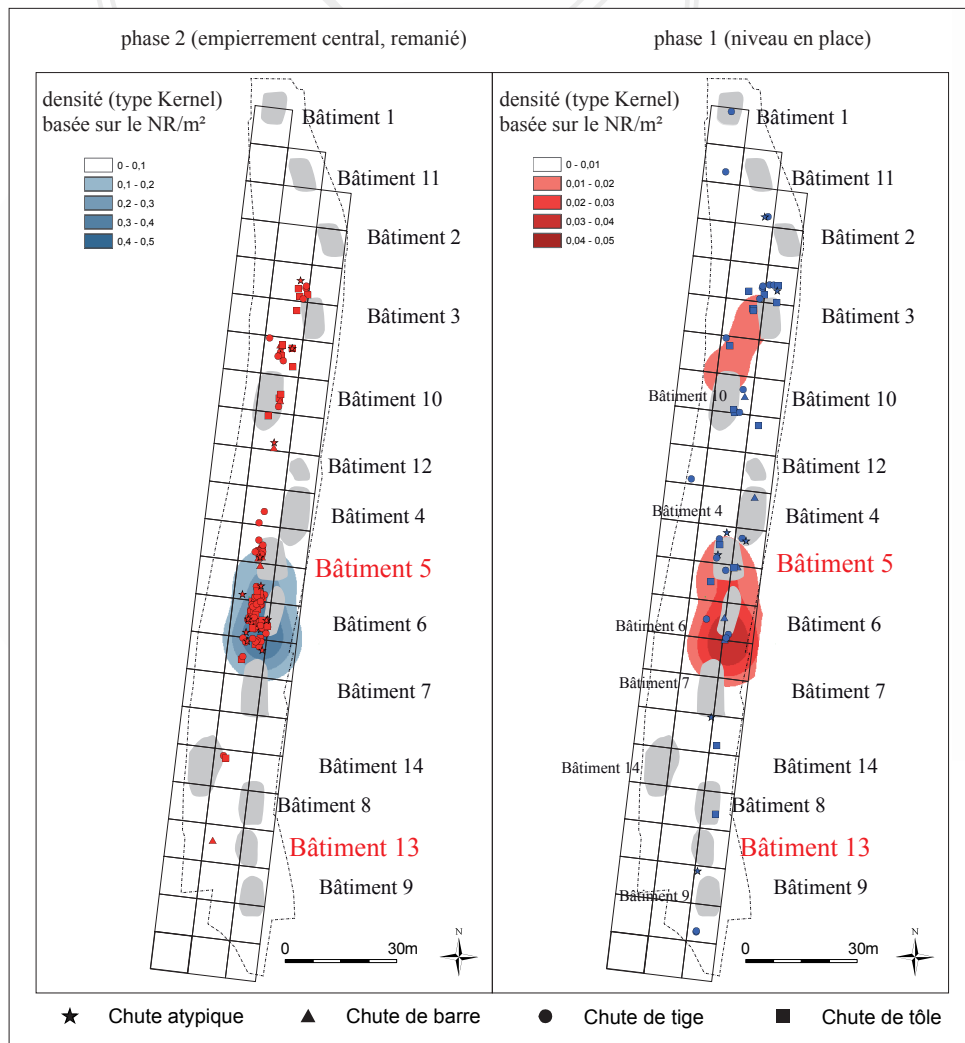 phase 2 (empierrement central, remanié)
phase 1 (niveau en place)
densité (type Kernel)
basée sur le NR/m²
0 - 0,1
0,1 - 0,2
0,2 - 0,3
0,3 - 0,4
0,4 - 0,5
Bâtiment 1
Bâtiment 11
Bâtiment 2
Bâtiment 3
Bâtiment 10
Bâtiment 12
Bâtiment 4
Bâtiment 5
Bâtiment 6
Bâtiment 7
Bâtiment 14
Bâtiment 8
Bâtiment 13
Bâtiment 9
0
30m
N
densité (type Kernel)
basée sur le NR/m²
0 - 0,01
0,01 - 0,02
0,02 - 0,03
0,03 - 0,04
0,04 - 0,05
Bâtiment 1
Bâtiment 11
Bâtiment 2
Bâtiment 3
Bâtiment 10
Bâtiment 10
Bâtiment 12
Bâtiment 4
Bâtiment 4
Bâtiment 5
Bâtiment 6
Bâtiment 6
Bâtiment 7
Bâtiment 7
Bâtiment 14
Bâtiment 14
Bâtiment 8
Bâtiment 13
Bâtiment 9
Bâtiment 9
0
30m
N
Chute atypique
Chute de barre
Chute de tige
Chute de tôle